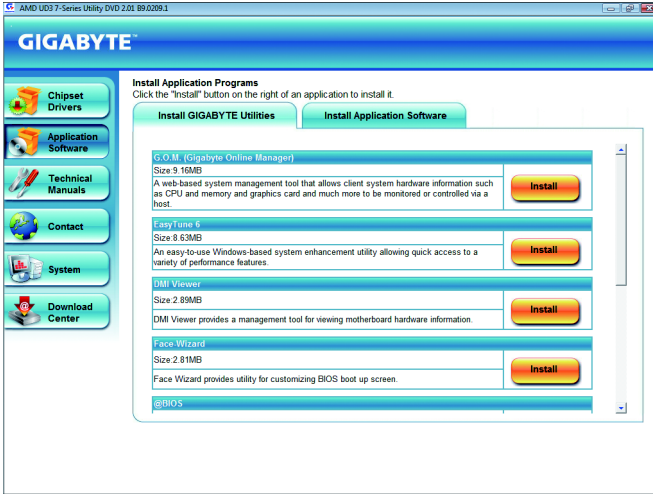 AMD UD3 7-Series Utility DVD 2.01 B9.0209.1
GIGABYTE™
Chipset
Drivers
Application
Software
Technical
Manuals
Contact
System
Download
Center
Install Application Programs
Click the "Install" button on the right of an application to install it.
Install GIGABYTE Utilities
Install Application Software
G.O.M. (Gigabyte Online Manager)
Size:9.16MB
A web-based system management tool that allows client system hardware information such
as CPU and memory and graphics card and much more to be monitored or controlled via a
host.
Install
EasyTune 6
Size:8.63MB
An easy-to-use Windows-based system enhancement utility allowing quick access to a
variety of performance features.
Install
DMI Viewer
Size:2.89MB
DMI Viewer provides a management tool for viewing motherboard hardware information.
Install
Face-Wizard
Size:2.81MB
Face Wizard provides utility for customizing BIOS boot up screen.
Install
@BIOS